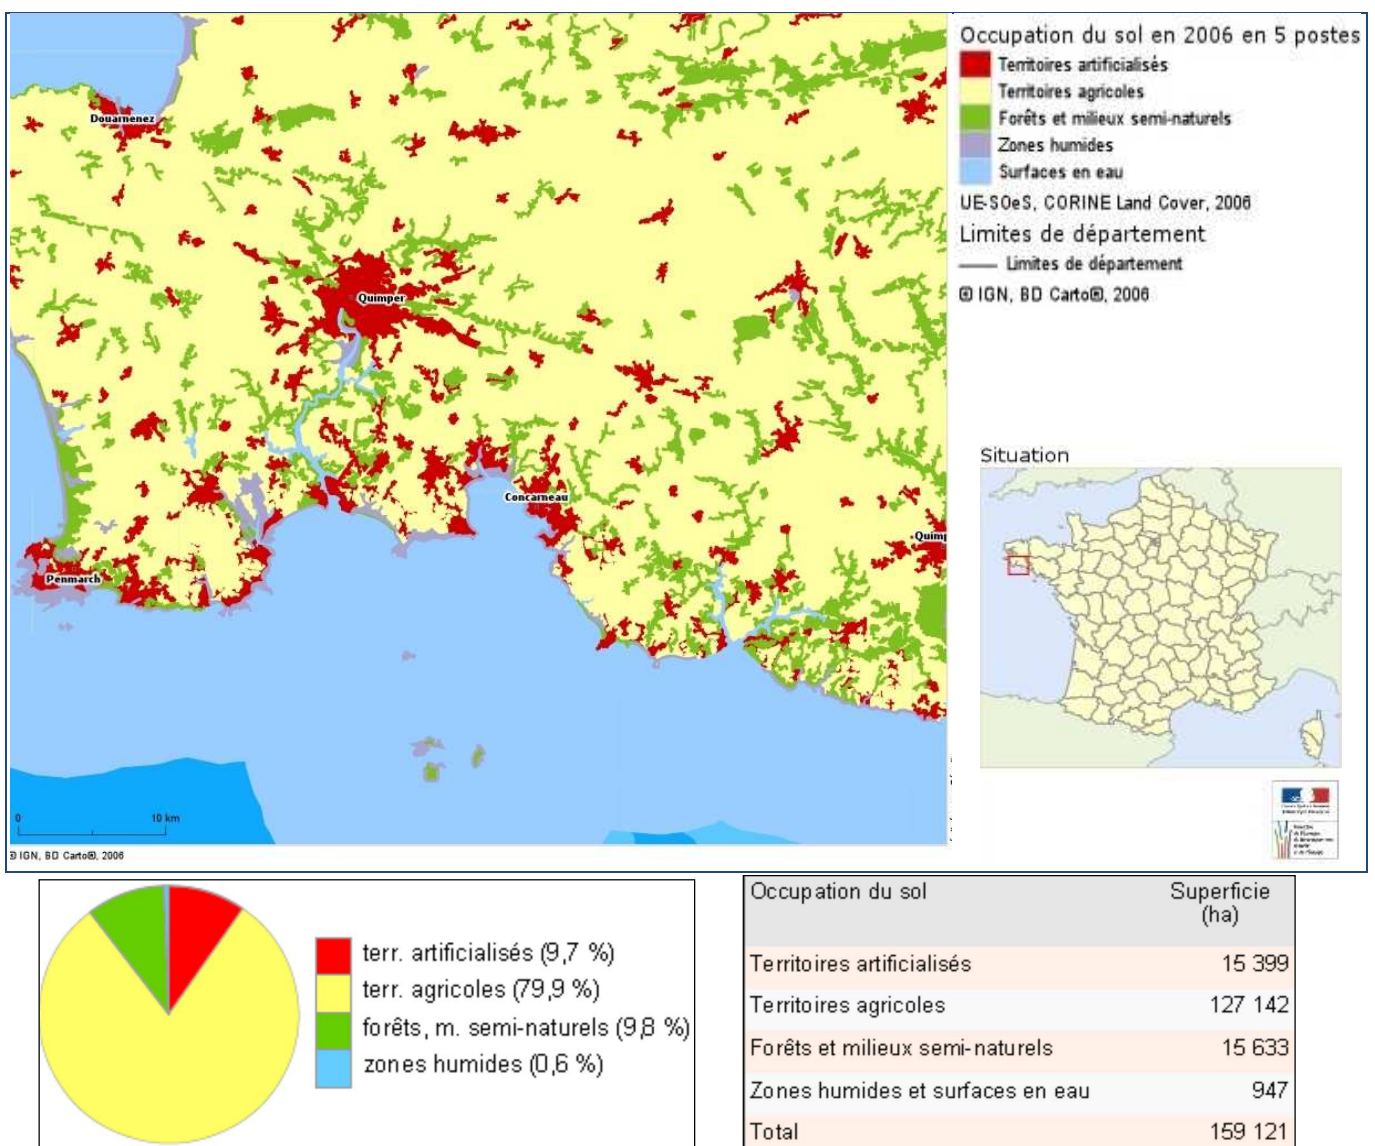 Occupation du sol en 2006 en 5 postes
Territoires artificialisés
Territoires agricoles
Forêts et milieux semi-naturels
Zones humides
Surfaces en eau
UE-SOeS, CORINE Land Cover, 2006
Limites de département
Limites de département
© IGN, BD Carto®, 2006
Douarnenez
Quimper
Concarneau
Quimp
Penmarch
Situation
0 10 km
© IGN, BD Carto®, 2006
terr. artificialisés (9,7 %)
terr. agricoles (79,9 %)
forêts, m. semi-naturels (9,8 %)
zones humides (0,6 %)
Occupation du sol Superficie
(ha)
Territoires artificialisés 15 399
Territoires agricoles 127 142
Forêts et milieux semi-naturels 15 633
Zones humides et surfaces en eau 947
Total 159 121